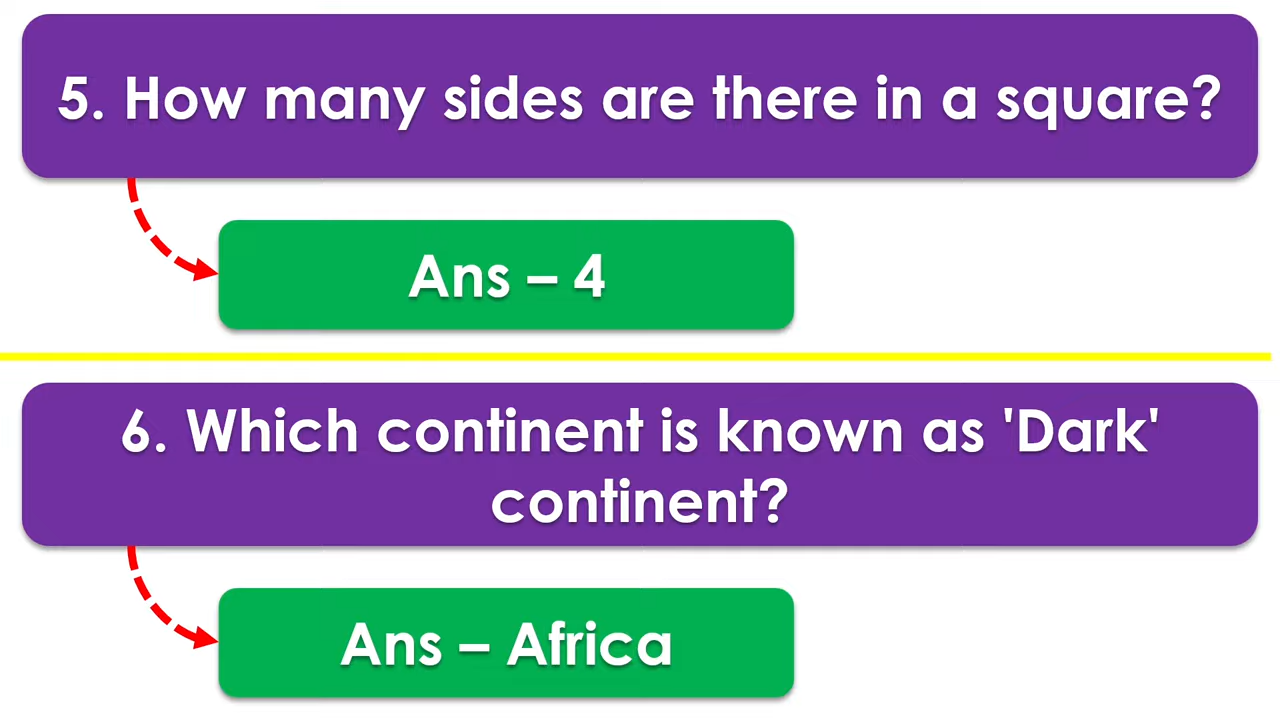 5. How many sides are there in a square?
Ans – 4
6. Which continent is known as 'Dark'
continent?
Ans – Africa